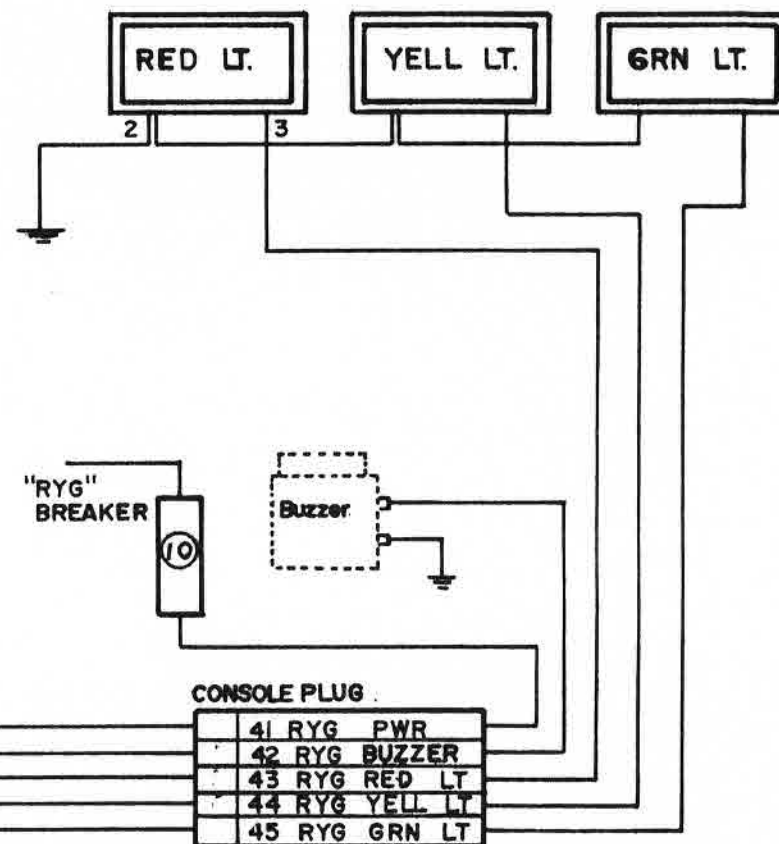 RED LT.
YELL LT.
GRN LT.
2
3
"RYG"
BREAKER
10
Buzzer
CONSOLE PLUG
41 RYG PWR
42 RYG BUZZER
43 RYG RED LT
44 RYG YELL LT
45 RYG GRN LT